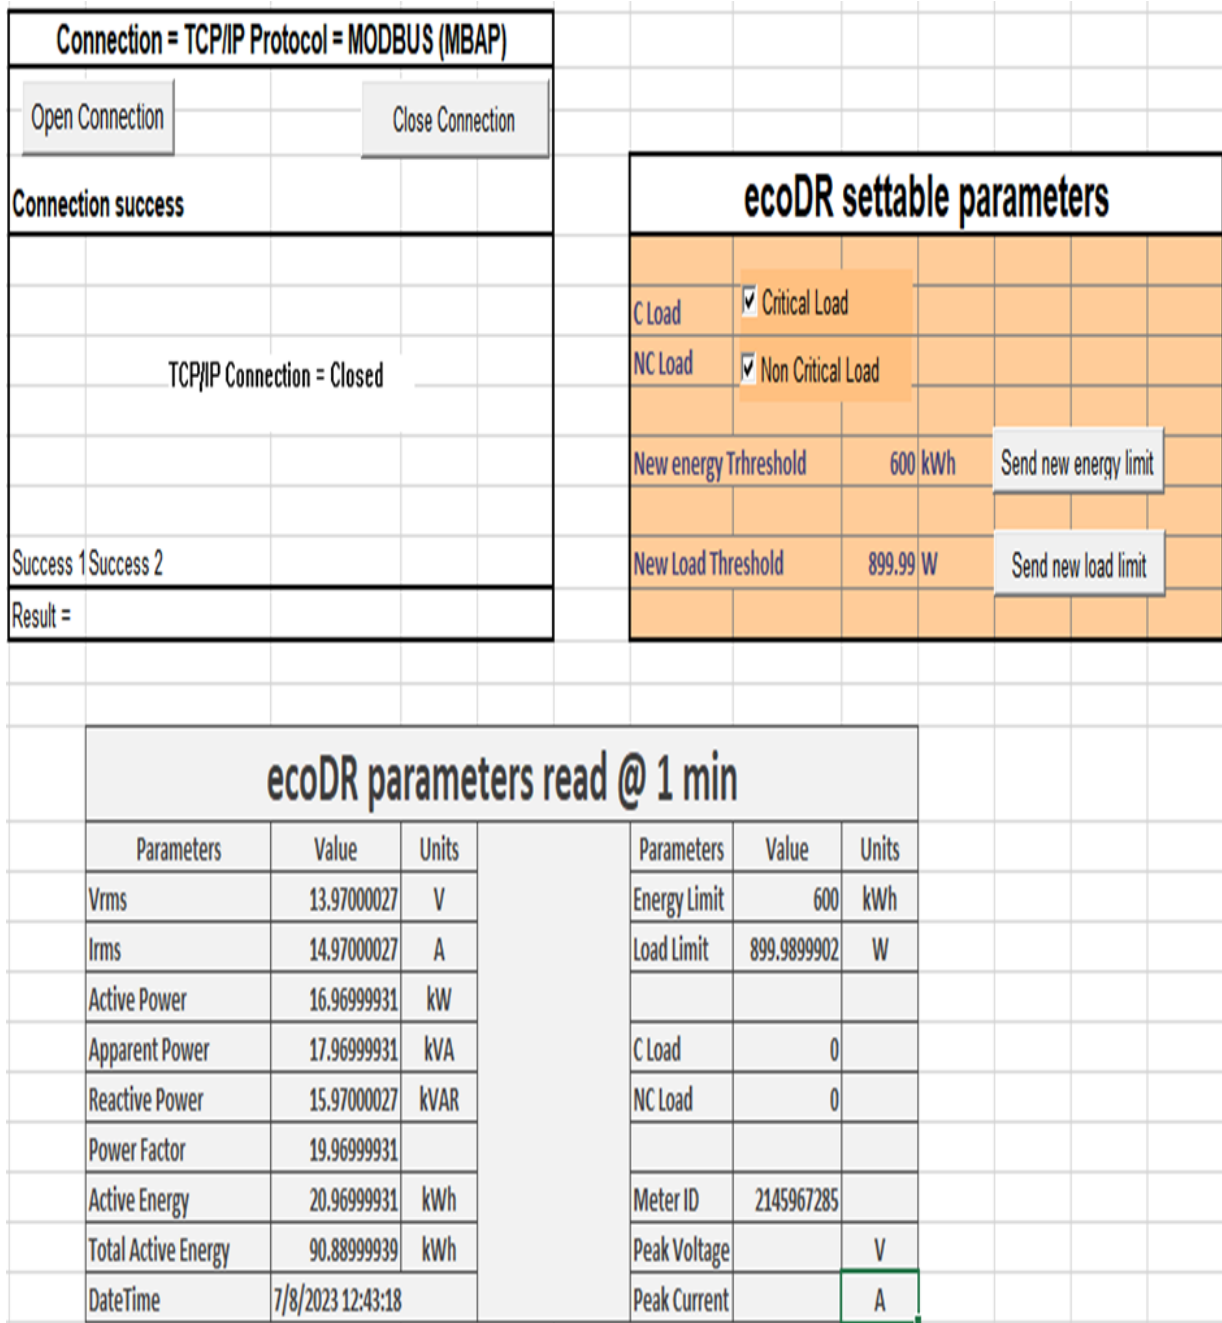 Connection = TCP/IP Protocol = MODBUS (MBAP)
Open Connection
Close Connection
Connection success
TCP/IP Connection = Closed
Success 1 Success 2
Result =
ecoDR settable parameters
C Load
Critical Load
NC Load
Non Critical Load
New energy Trhreshold 600 kWh
Send new energy limit
New Load Threshold 899.99 W
Send new load limit
ecoDR parameters read @ 1 min
Parameters Value Units
Vrms 13.97000027 V
Irms 14.97000027 A
Active Power 16.96999931 kW
Apparent Power 17.96999931 kVA
Reactive Power 15.97000027 kVAR
Power Factor 19.96999931
Active Energy 20.96999931 kWh
Total Active Energy 90.88999939 kWh
DateTime 7/8/2023 12:43:18
Parameters Value Units
Energy Limit 600 kWh
Load Limit 899.9899902 W
C Load 0
NC Load 0
Meter ID 2145967285
Peak Voltage V
Peak Current A